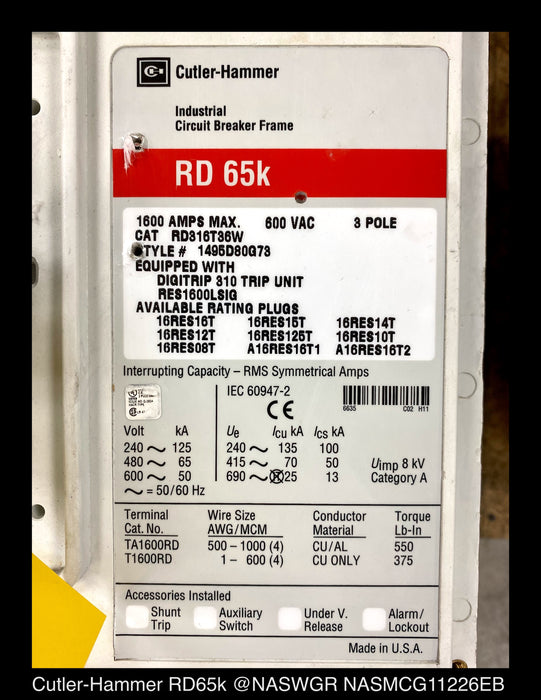 Cutler-Hammer
Industrial
Circuit Breaker Frame
RD 65k
1600 AMPS MAX. 600 VAC 3 POLE
CAT RD316T36W
STYLE # 1495D80G73
EQUIPPED WITH
DIGITRIP 310 TRIP UNIT
RES1600LSIG
AVAILABLE RATING PLUGS
16RES16T 16RES15T 16RES14T
16RES12T 16RES125T 16RES10T
16RES08T A16RES16T1 A16RES16T2
Interrupting Capacity – RMS Symmetrical Amps
IEC 60947-2
CE
6635 C02 H11
Volt kA Ue Icu kA Ics kA
240 ~ 125 240 ~ 135 100
480 ~ 65 415 ~ 70 50 Uimp 8 kV
600 ~ 50 690 ~ 25 13 Category A
~ = 50/60 Hz
Terminal Wire Size Conductor Torque
Cat. No. AWG/MCM Material Lb-In
TA1600RD 500 – 1000 (4) CU/AL 550
T1600RD 1 – 600 (4) CU ONLY 375
Accessories Installed
Shunt Trip Auxiliary Switch Under V. Release Alarm/ Lockout
Made in U.S.A.
Cutler-Hammer RD65k @NASWGR NASMCG11226EB